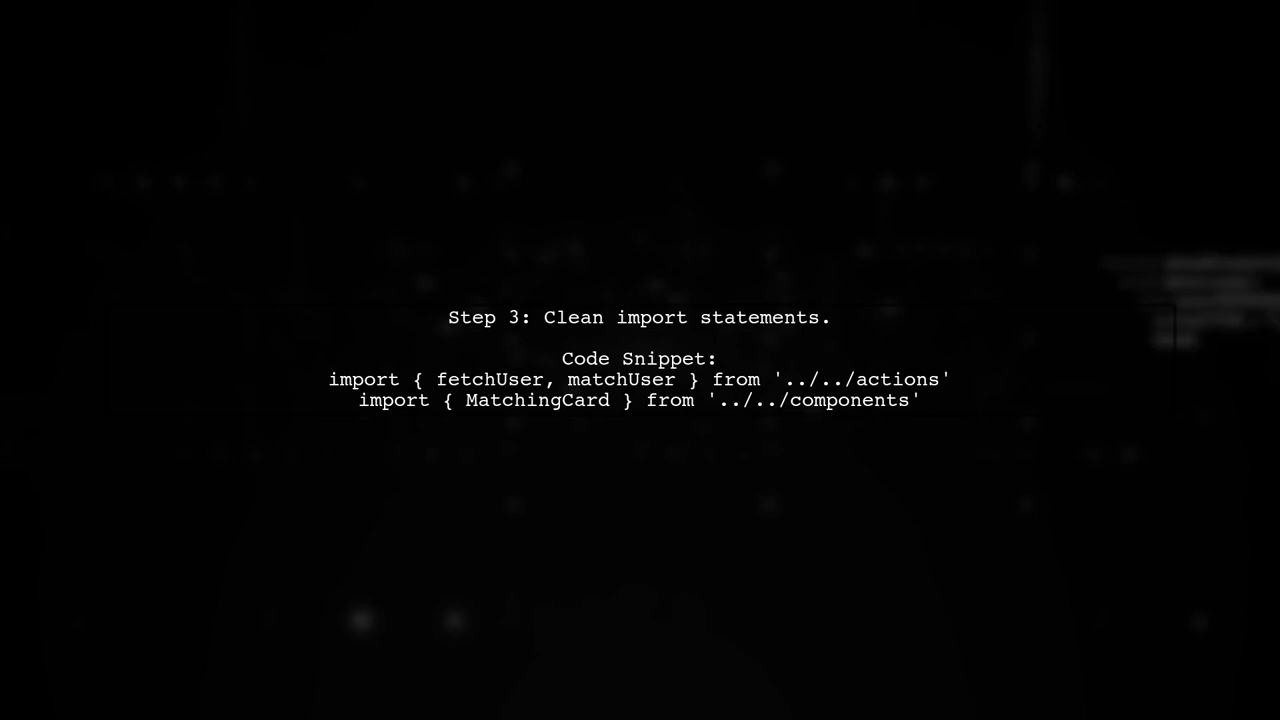 Step 3: Clean import statements.
Code Snippet:
import { fetchUser, matchUser } from '../../actions'
import { MatchingCard } from '../../components'